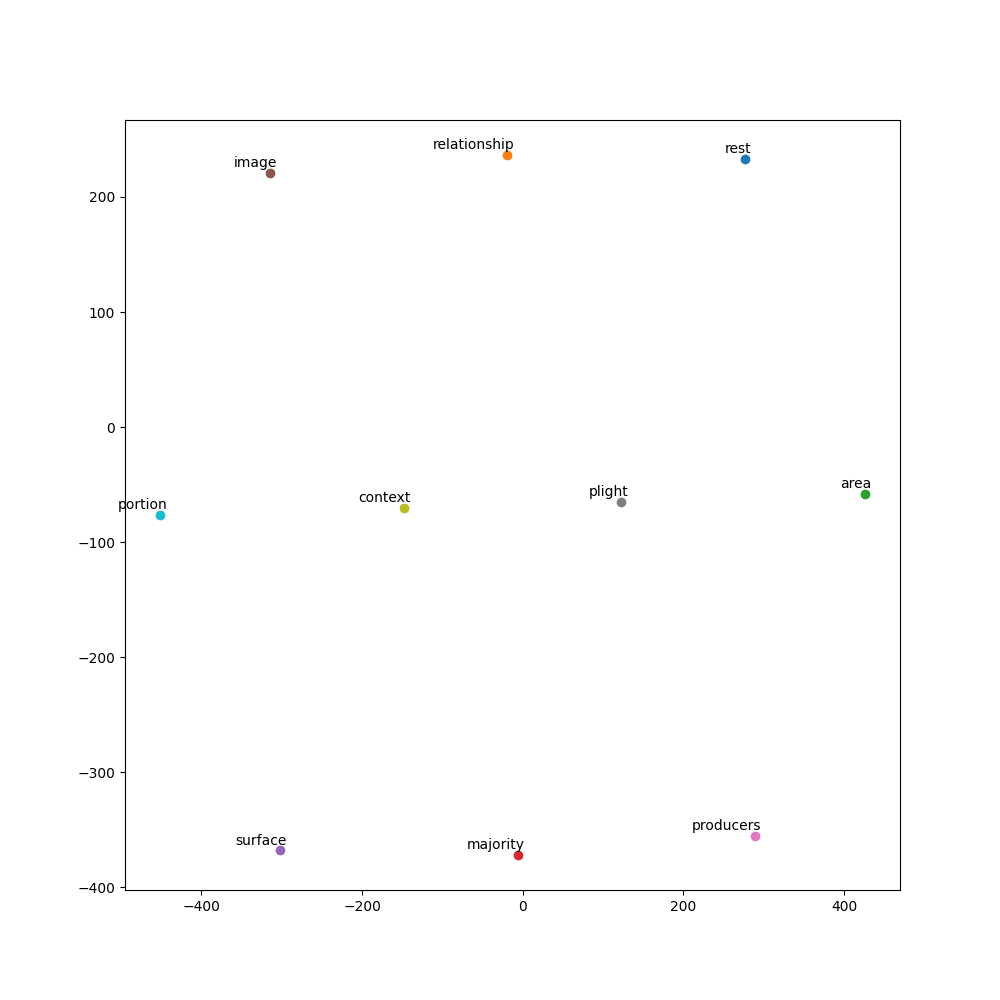 relationship
rest
image
200
100
0
area
plight
context
portion
−100
−200
−300
producers
surface
majority
−400
−400
−200
0
200
400